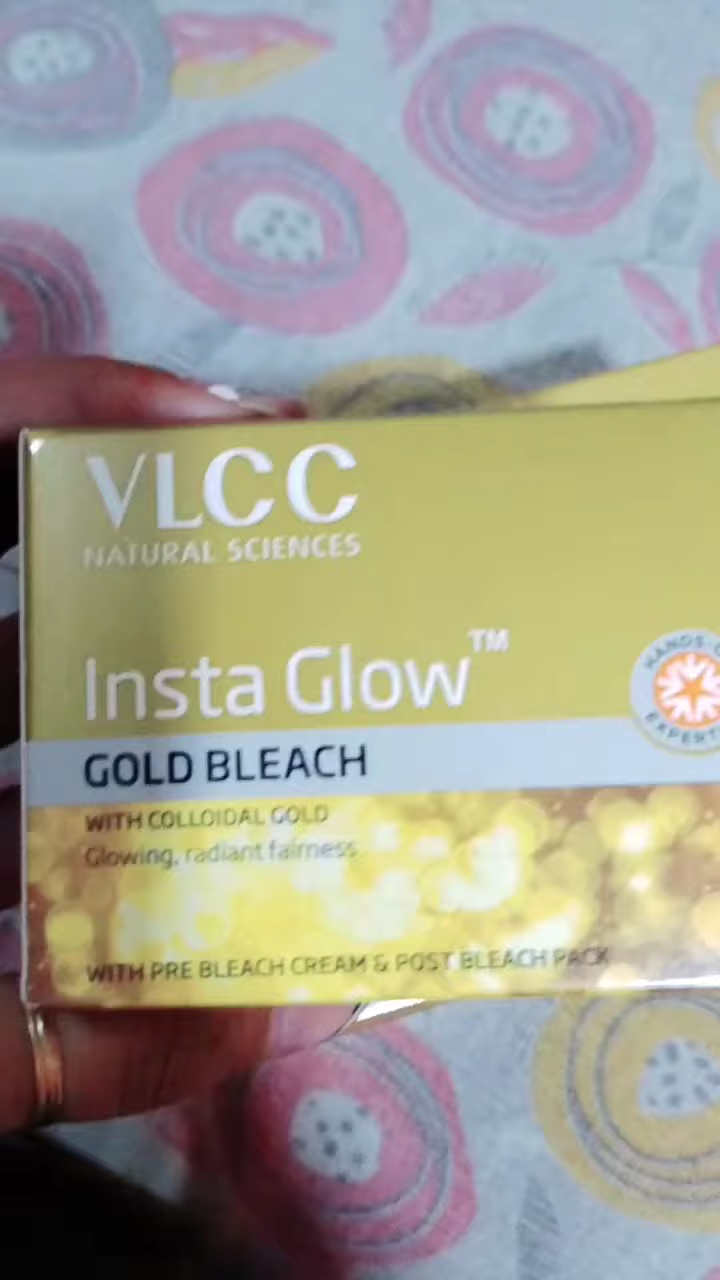 VLCC
NATURAL SCIENCES
Insta Glow™
GOLD BLEACH
WITH COLLOIDAL GOLD
Glowing, radiant fairness
WITH PRE BLEACH CREAM & POST BLEACH PACK